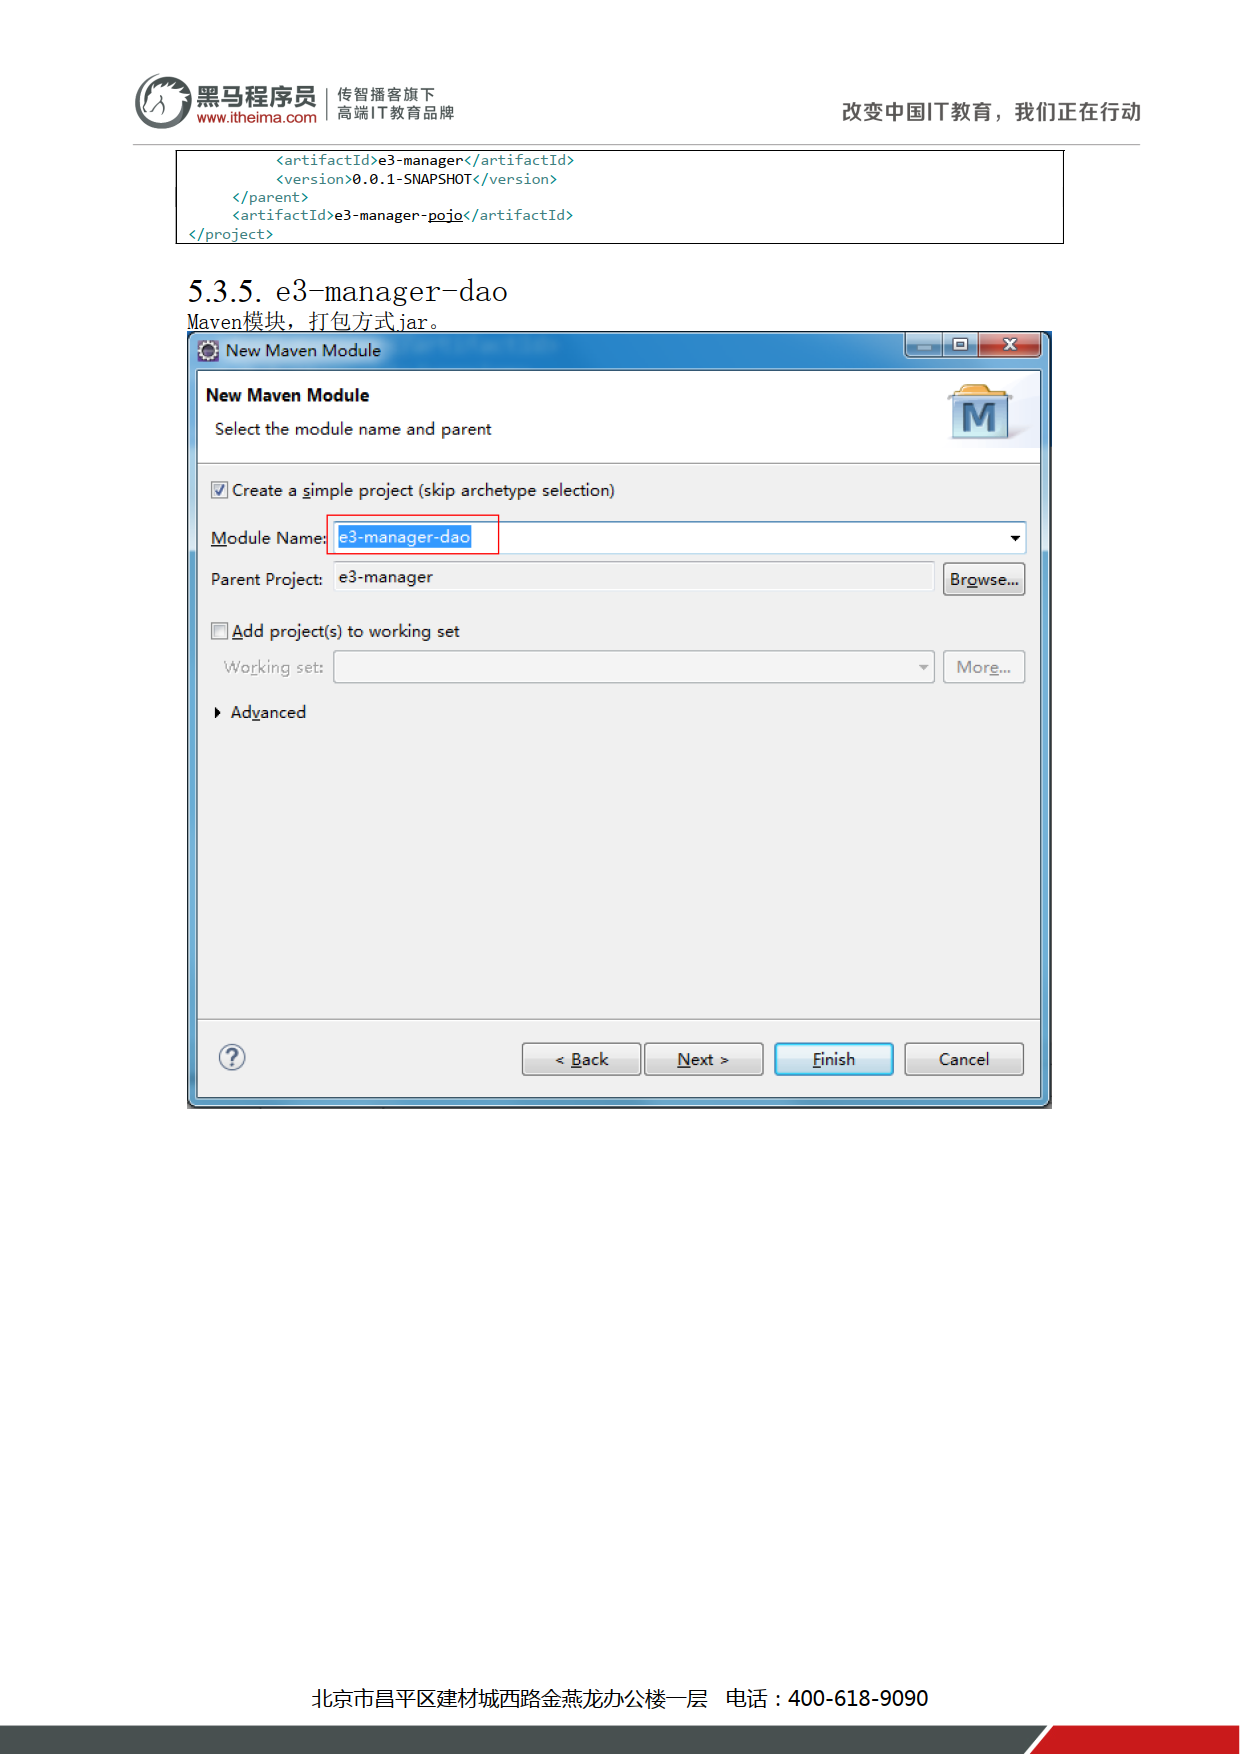 黑马程序员
www.itheima.com
传智播客旗下
高端IT教育品牌
改变中国IT教育，我们正在行动
<artifactId>e3-manager</artifactId>
<version>0.0.1-SNAPSHOT</version>
</parent>
<artifactId>e3-manager-pojo</artifactId>
</project>
5.3.5. e3-manager-dao
Maven模块，打包方式jar。
New Maven Module
New Maven Module
Select the module name and parent
M
Create a simple project (skip archetype selection)
Module Name: e3-manager-dao
Parent Project: e3-manager Browse...
Add project(s) to working set
Working set: More...
Advanced
? < Back Next > Finish Cancel
北京市昌平区建材城西路金燕龙办公楼一层 电话：400-618-9090